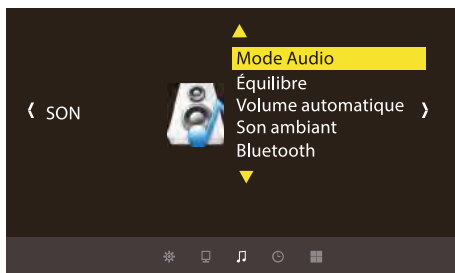 SON
Mode Audio
Équilibre
Volume automatique
Son ambiant
Bluetooth